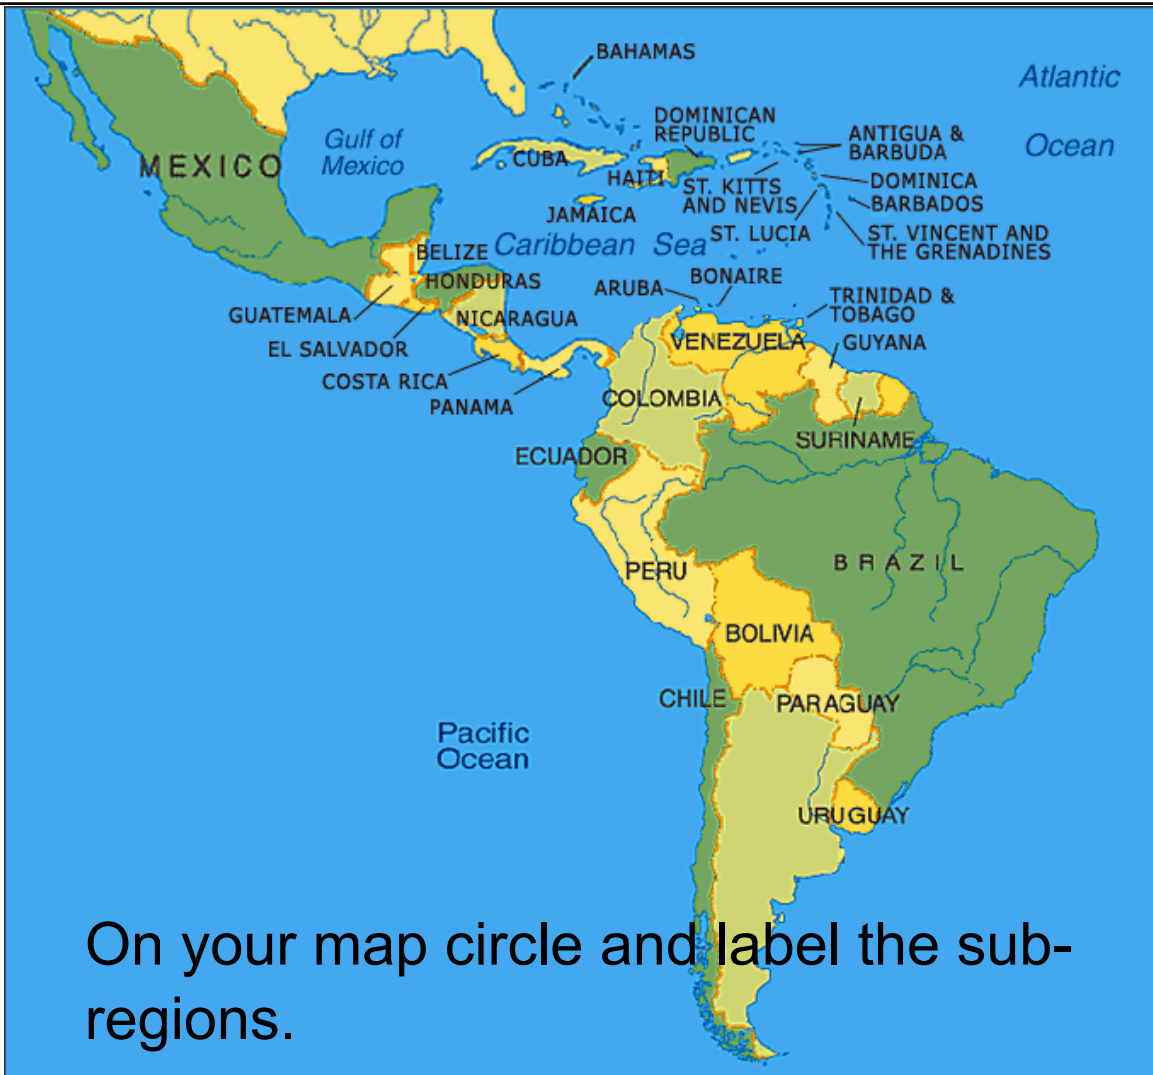 BAHAMAS
Atlantic
Ocean
Gulf of
Mexico
MEXICO
DOMINICAN
REPUBLIC
ANTIGUA &
BARBUDA
CUBA
HAITI
ST. KITTS
AND NEVIS
DOMINICA
BARBADOS
JAMAICA
ST. LUCIA
ST. VINCENT AND
THE GRENADINES
BELIZE
Caribbean Sea
HONDURAS
ARUBA
BONAIRE
GUATEMALA
NICARAGUA
TRINIDAD &
TOBAGO
EL SALVADOR
VENEZUELA
GUYANA
COSTA RICA
PANAMA
COLOMBIA
SURINAME
ECUADOR
PERU
BRAZIL
BOLIVIA
CHILE
PARAGUAY
Pacific
Ocean
URUGUAY
On your map circle and label the sub-
regions.